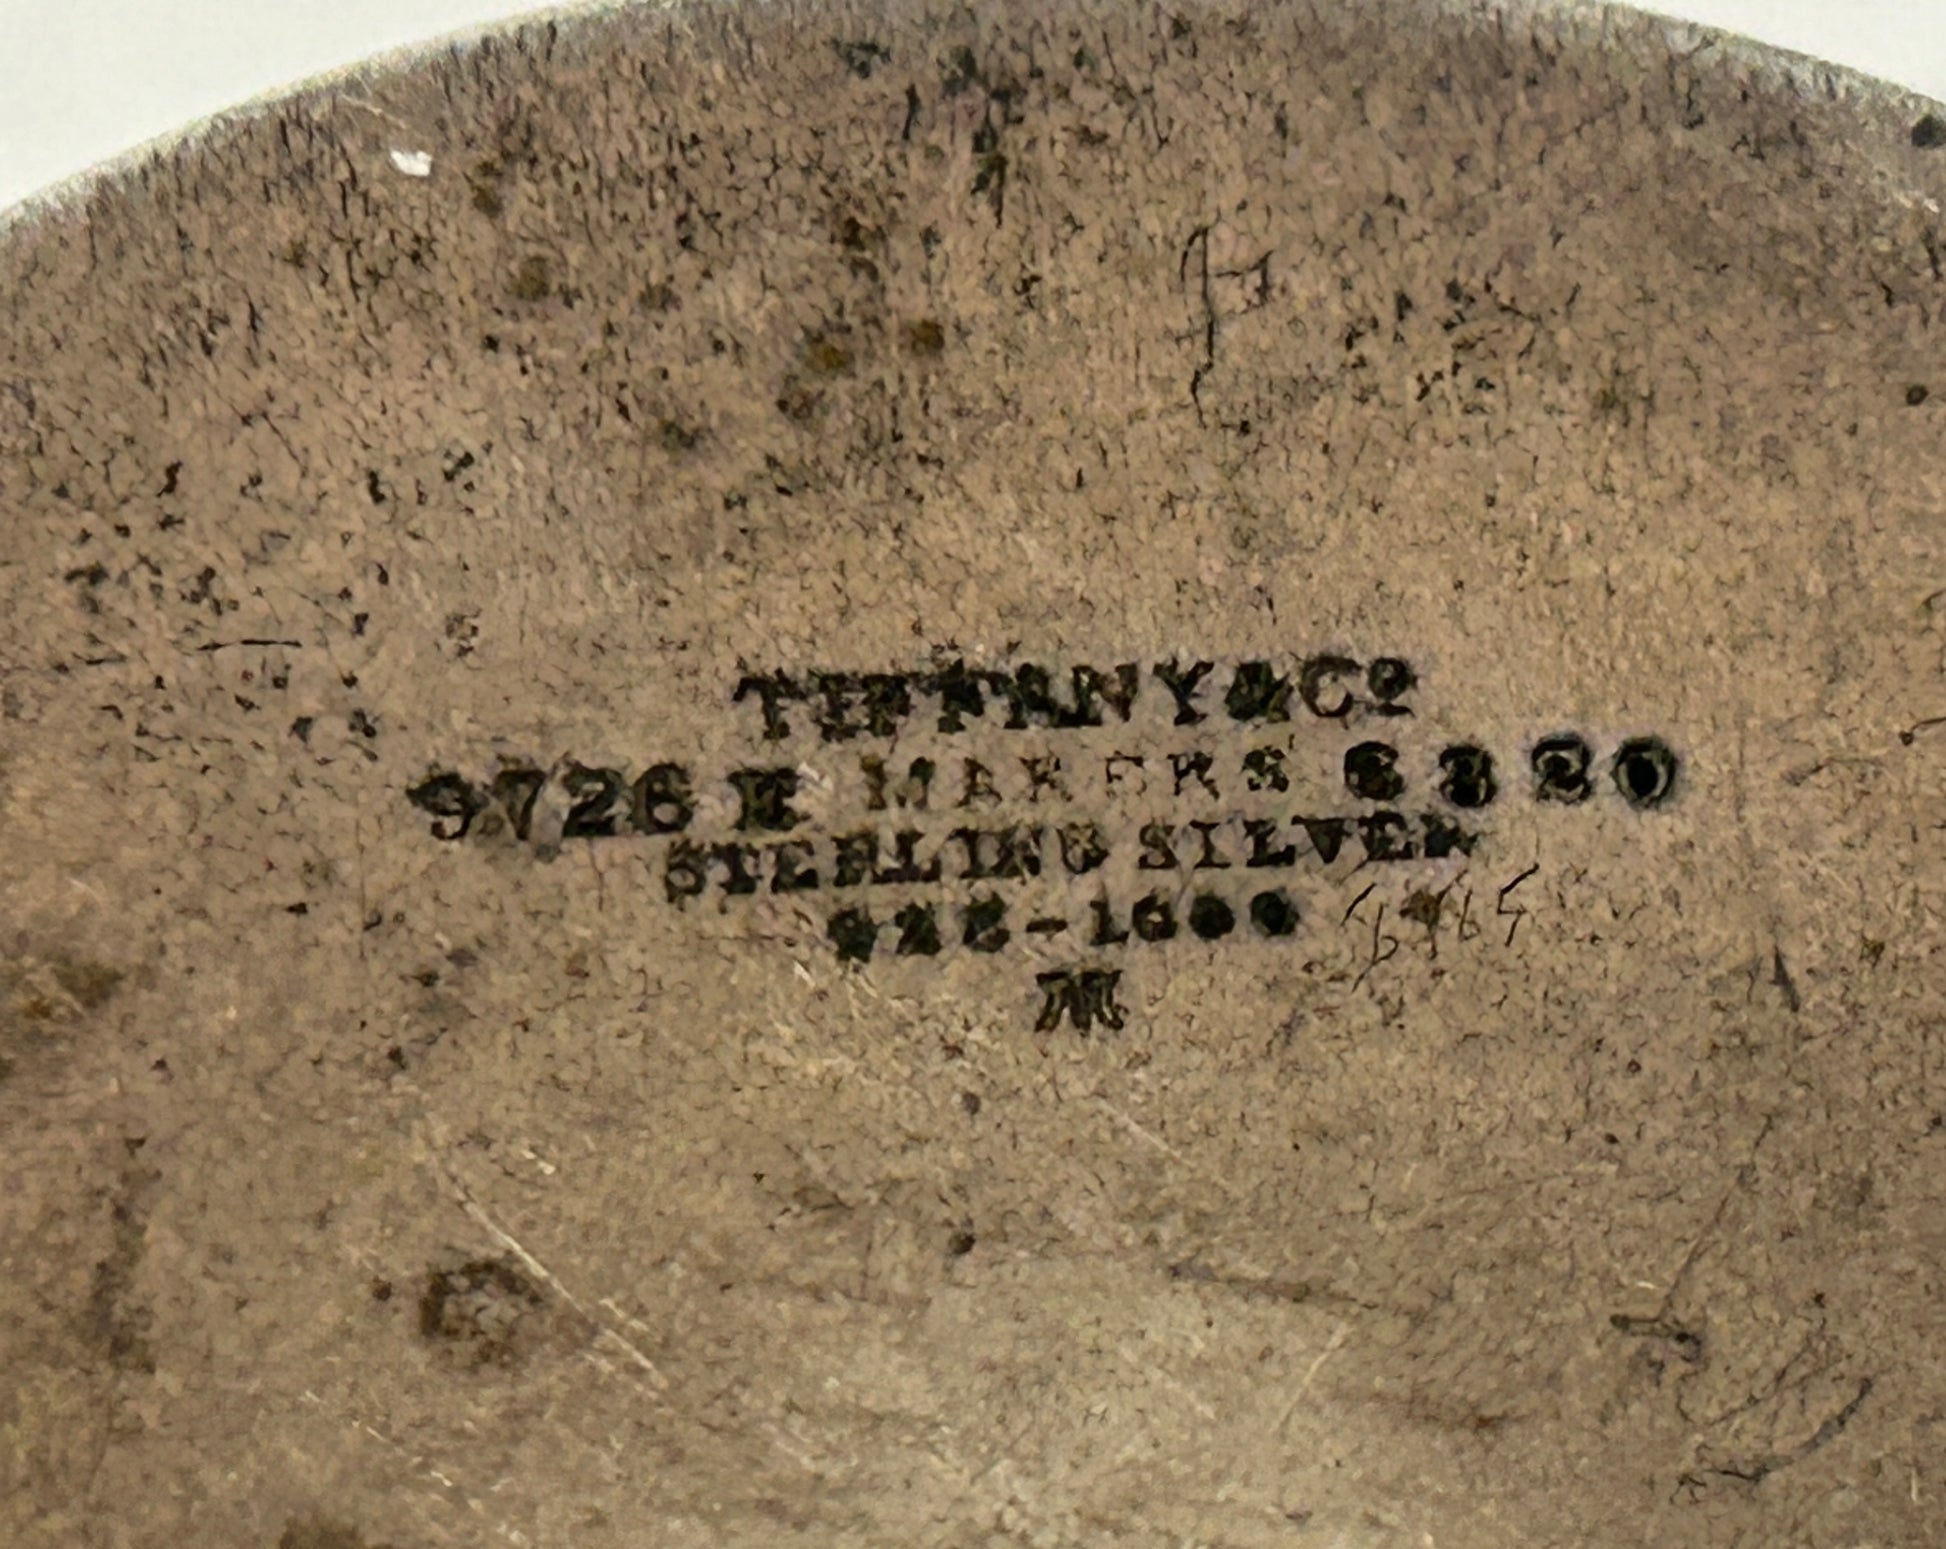 TIFFANY & Cº
9726 E MAKERS 6320
STERLING SILVER
925-1000
M